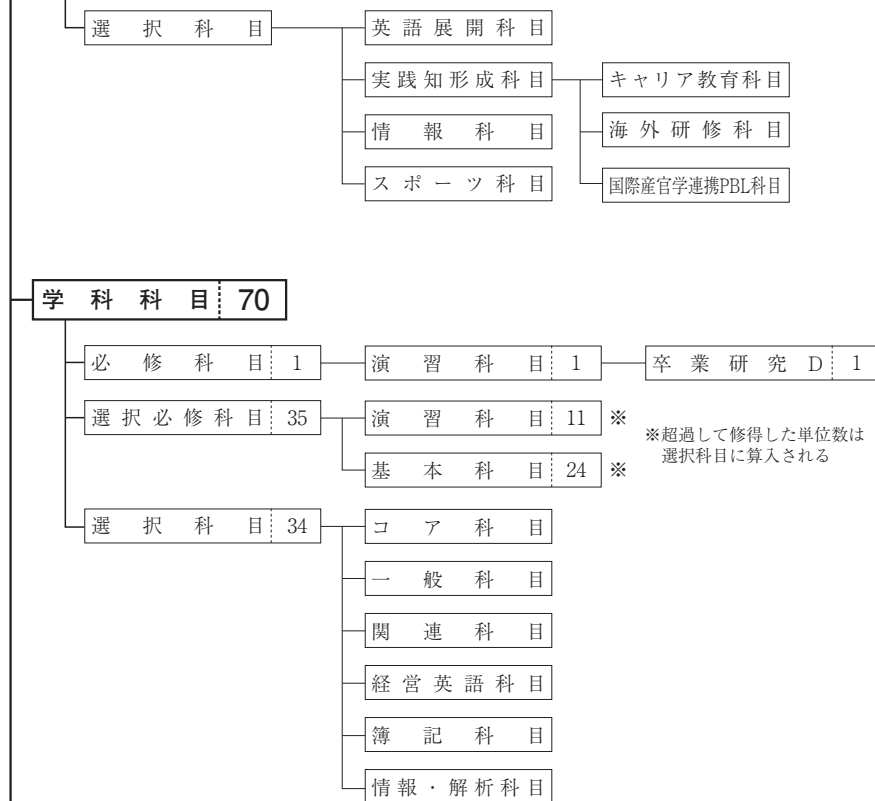 選択科目
英語展開科目
実践知形成科目
キャリア教育科目
情報科目
海外研修科目
スポーツ科目
国際産官学連携PBL科目
学科科目 70
必修科目 1
演習科目 1
卒業研究D 1
選択必修科目 35
演習科目 11 ※
※超過して修得した単位数は
選択科目に算入される
基本科目 24 ※
選択科目 34
コア科目
一般科目
関連科目
経営英語科目
簿記科目
情報・解析科目